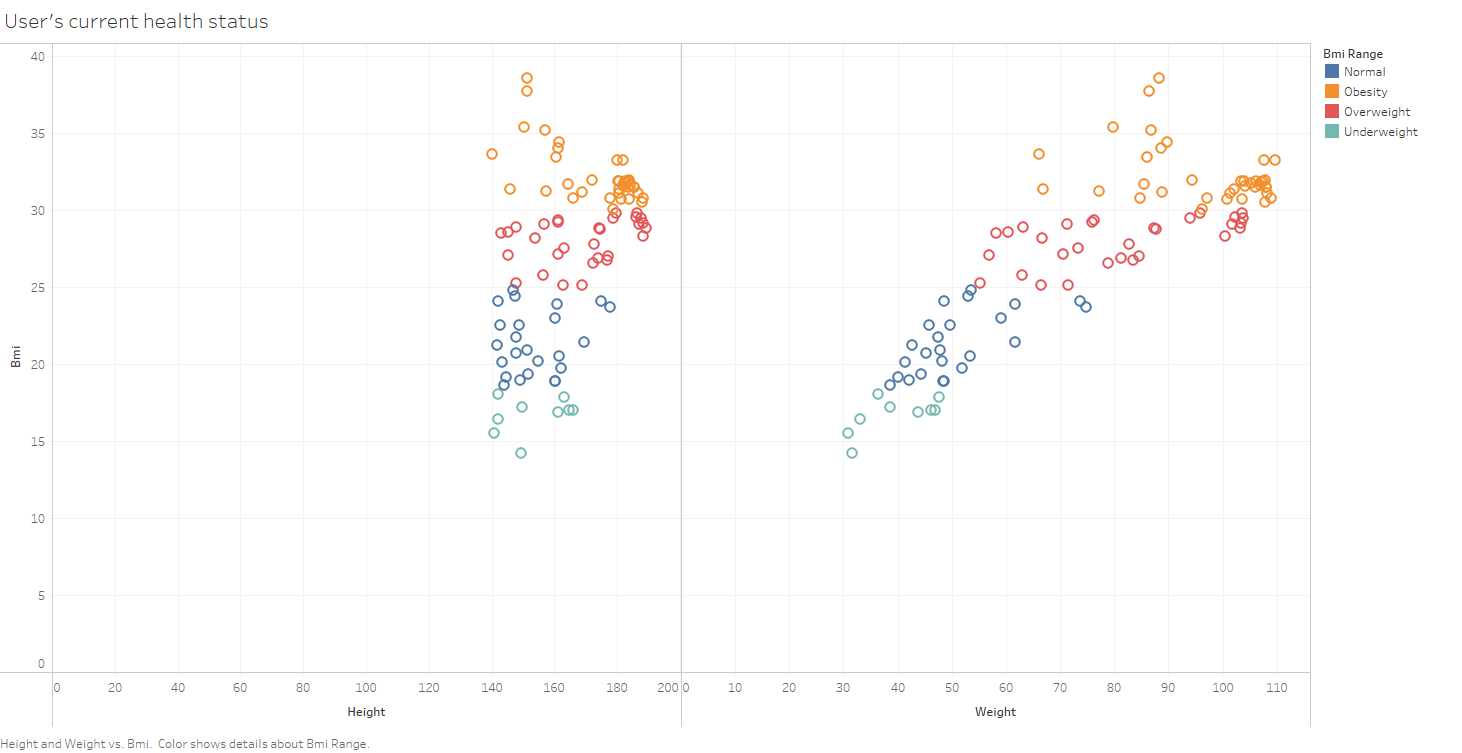 User's current health status
Bmi Range
Normal
Obesity
Overweight
Underweight
40
35
30
25
20
15
10
5
0
Bmi
0 20 40 60 80 100 120 140 160 180 200 0 10 20 30 40 50 60 70 80 90 100 110
Height Weight
Height and Weight vs. Bmi. Color shows details about Bmi Range.